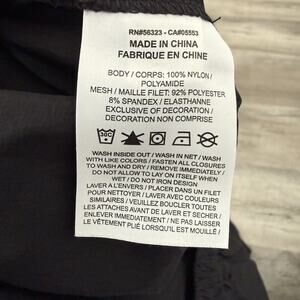 RN#56323 - CA#05553
MADE IN CHINA
FABRIQUE EN CHINE
BODY / CORPS: 100% NYLON /
POLYAMIDE
MESH / MAILLE FILET: 92% POLYESTER
8% SPANDEX / ELASTHANNE
EXCLUSIVE OF DECORATION /
DECORATION NON COMPRISE
30C
WASH INSIDE OUT / WASH IN NET / WASH
WITH LIKE COLORS / FASTEN ALL CLOSURES
TO WASH AND DRY / REMOVE IMMEDIATELY /
DO NOT ALLOW TO LAY ON ITSELF WHEN
WET / DO NOT IRON DESIGN
LAVER A L'ENVERS / PLACER DANS UN FILET
POUR NETTOYER / LAVER AVEC COULEURS
SIMILAIRES / VEUILLEZ BOUCLER TOUTES
LES ATTACHES AVANT DE LAVER ET SECHER /
ENLEVER IMMEDIATEMENT / NE PAS LAISSER
LE VÊTEMENT PLIÉ LORSQU'IL EST MOUILLÉ /